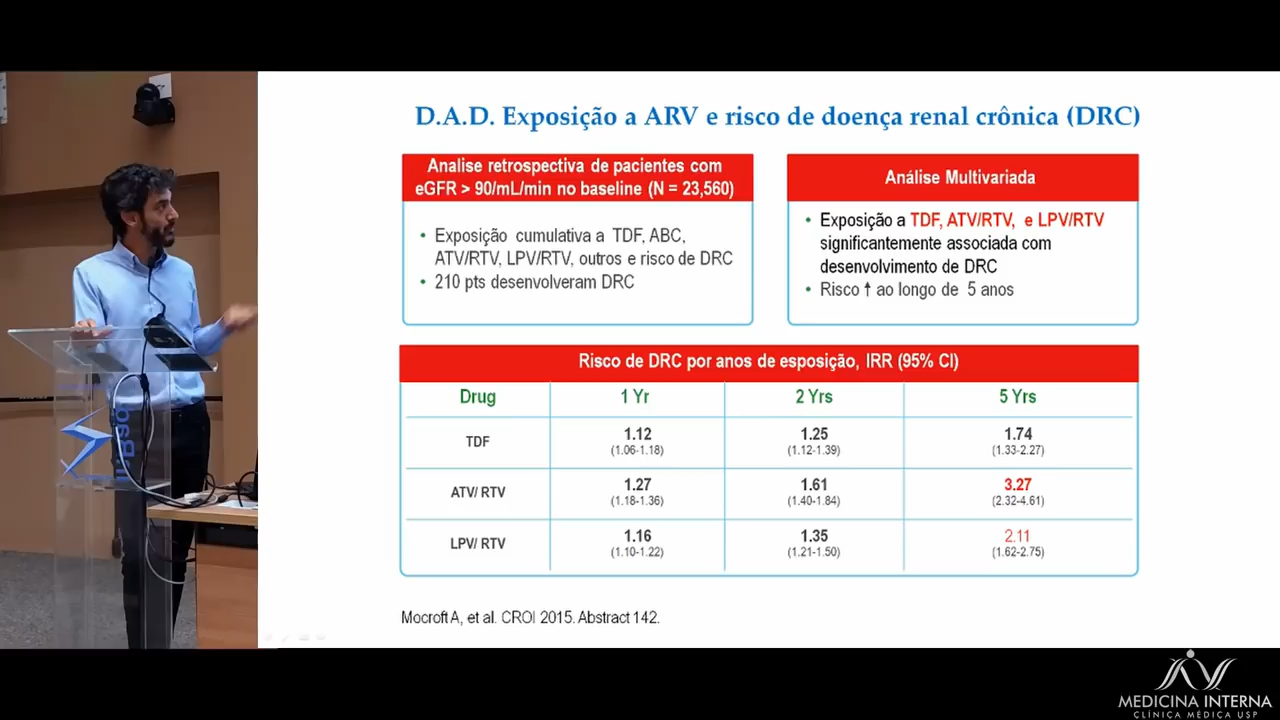 D.A.D. Exposição a ARV e risco de doença renal crônica (DRC)
Analise retrospectiva de pacientes com
eGFR > 90/mL/min no baseline (N = 23,560)
• Exposição cumulativa a TDF, ABC,
ATV/RTV, LPV/RTV, outros e risco de DRC
• 210 pts desenvolveram DRC
Análise Multivariada
• Exposição a TDF, ATV/RTV, e LPV/RTV
significantemente associada com
desenvolvimento de DRC
• Risco ↑ ao longo de 5 anos
Risco de DRC por anos de esposição, IRR (95% CI)
Drug 1 Yr 2 Yrs 5 Yrs
TDF 1.12 1.25 1.74
(1.06-1.18) (1.12-1.39) (1.33-2.27)
ATV/ RTV 1.27 1.61 3.27
(1.18-1.36) (1.40-1.84) (2.32-4.61)
LPV/ RTV 1.16 1.35 2.11
(1.10-1.22) (1.21-1.50) (1.62-2.75)
Mocroft A, et al. CROI 2015. Abstract 142.
MEDICINA INTERNA
CLÍNICA MÉDICA USP